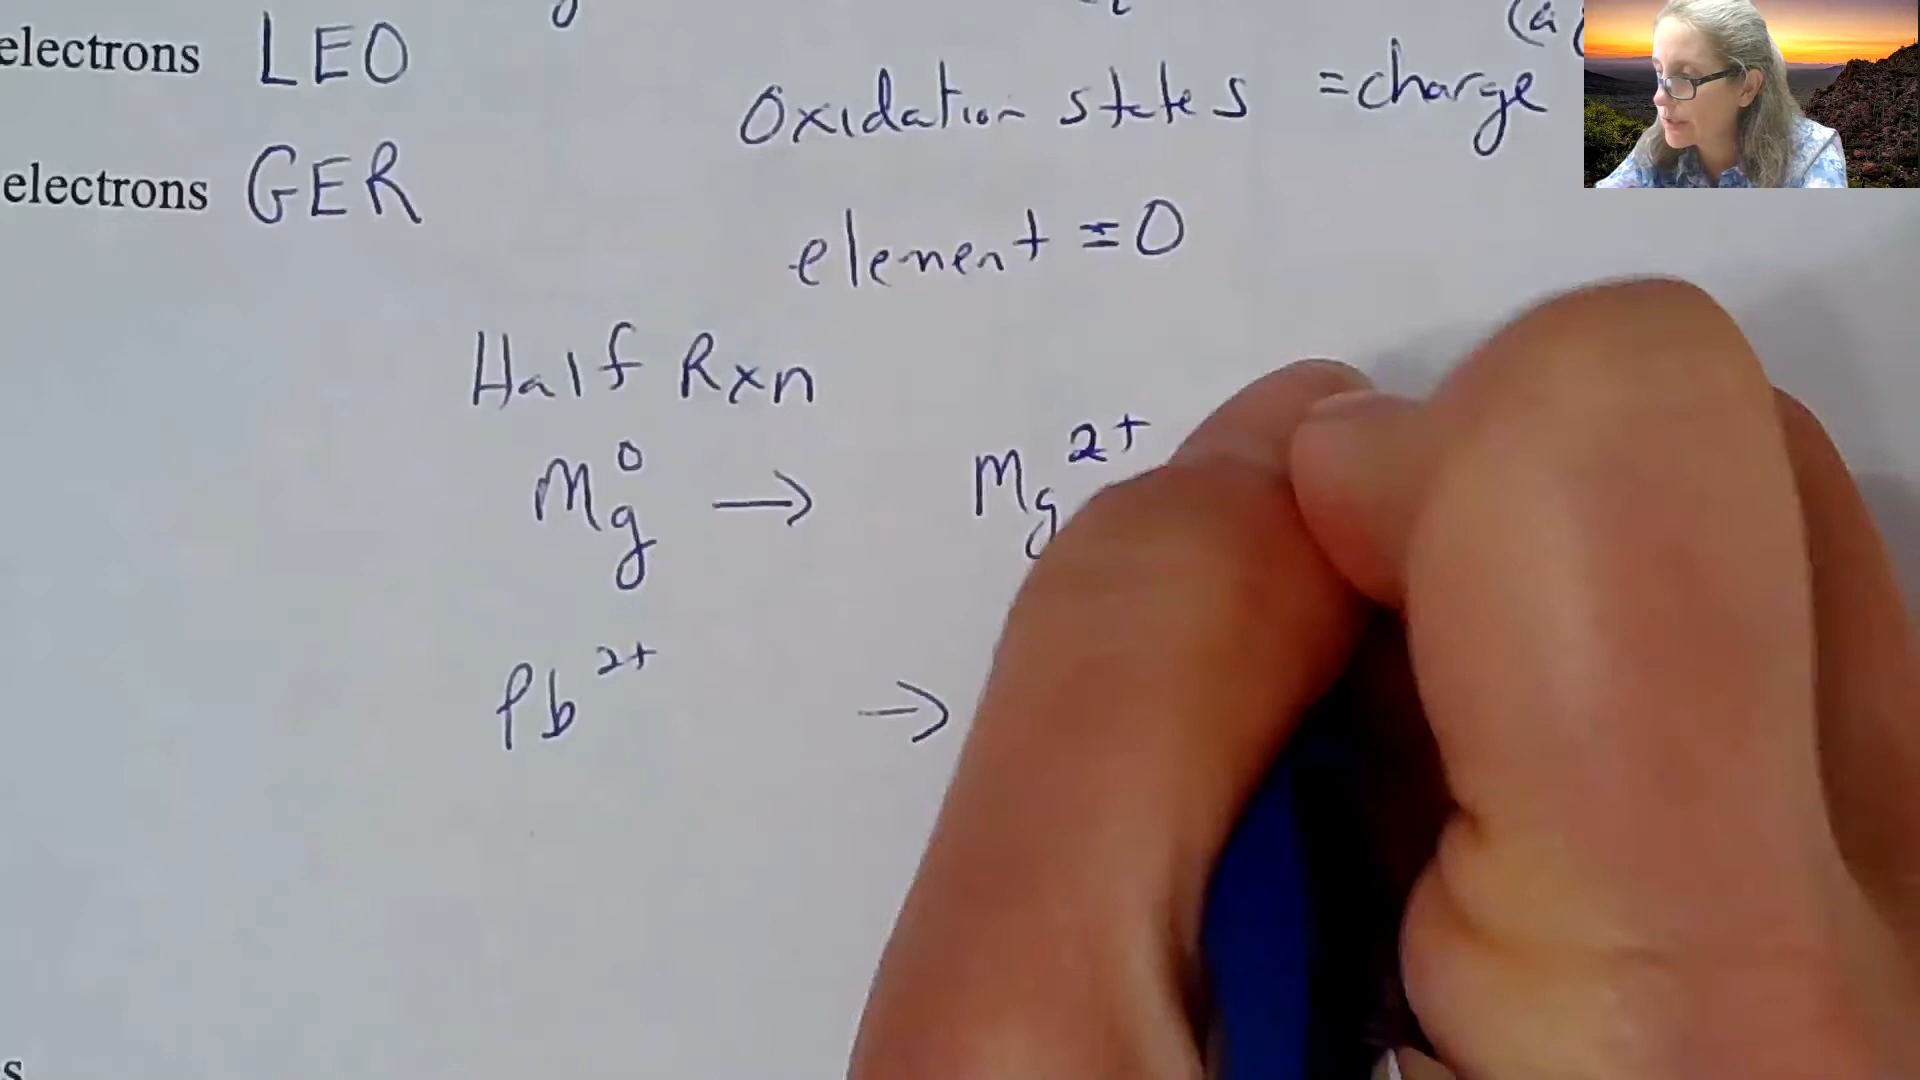 electrons LEO
Oxidation states = charge
electrons GER
element = 0
Half Rxn
Mg⁰ → Mg²⁺
Pb²⁺ →
s